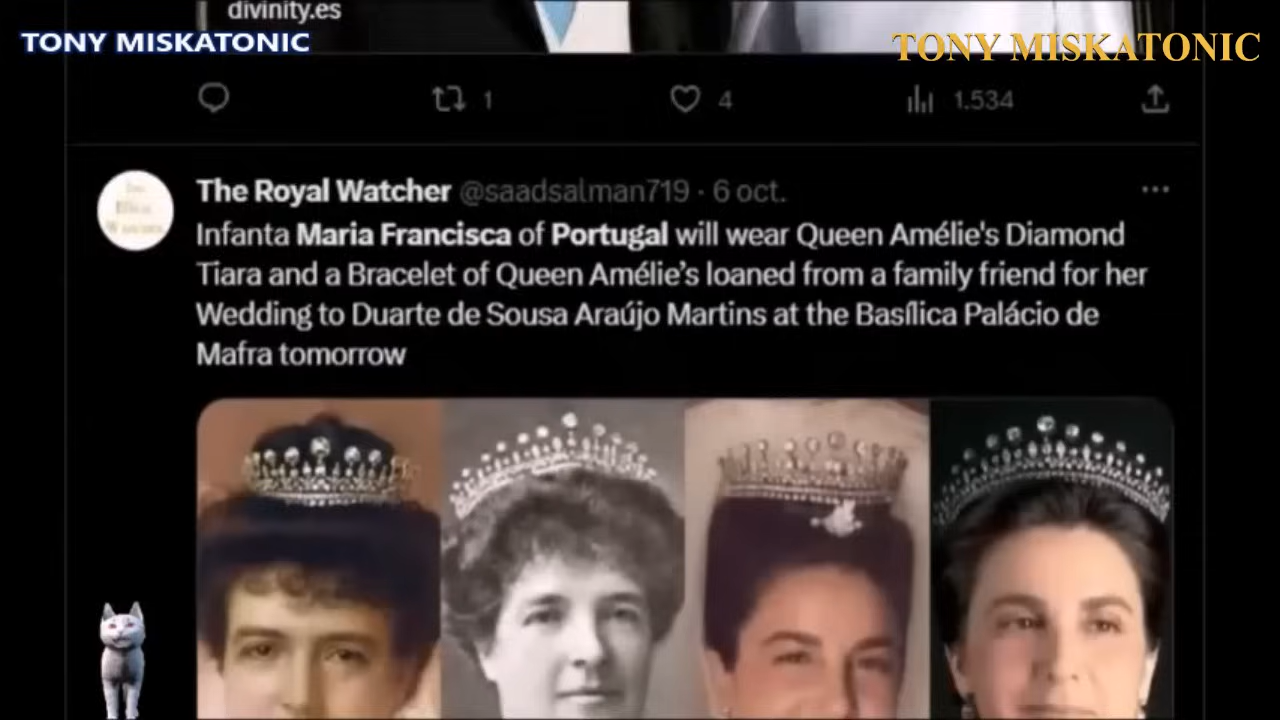 divinity.es
TONY MISKATONIC
TONY MISKATONIC
1
4
1.534
The Royal Watcher @saadsalman719 · 6 oct.
Infanta Maria Francisca of Portugal will wear Queen Amélie's Diamond
Tiara and a Bracelet of Queen Amélie’s loaned from a family friend for her
Wedding to Duarte de Sousa Araújo Martins at the Basílica Palácio de
Mafra tomorrow